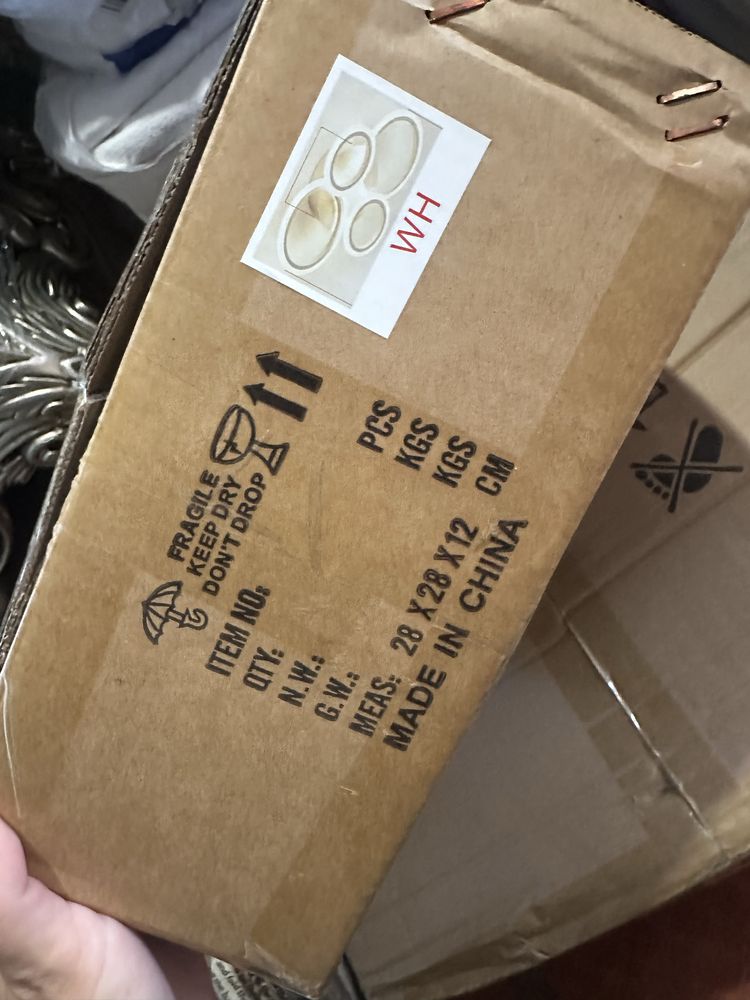 WH
FRAGILE
KEEP DRY
DON'T DROP
ITEM NO:
QTY: PCS
N.W.: KGS
G.W.: KGS
MEAS: 28 X 28 X 12 CM
MADE IN CHINA